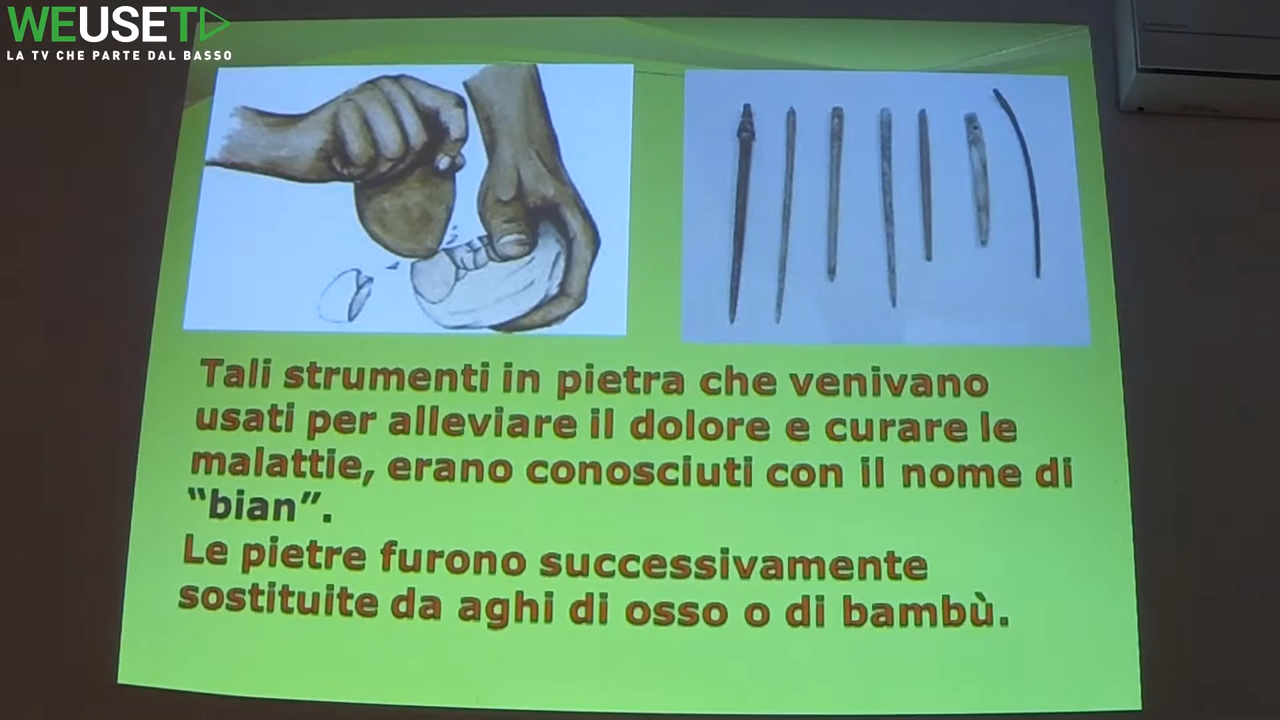 WEUSETV
LA TV CHE PARTE DAL BASSO
Tali strumenti in pietra che venivano
usati per alleviare il dolore e curare le
malattie, erano conosciuti con il nome di
“bian”.
Le pietre furono successivamente
sostituite da aghi di osso o di bambù.